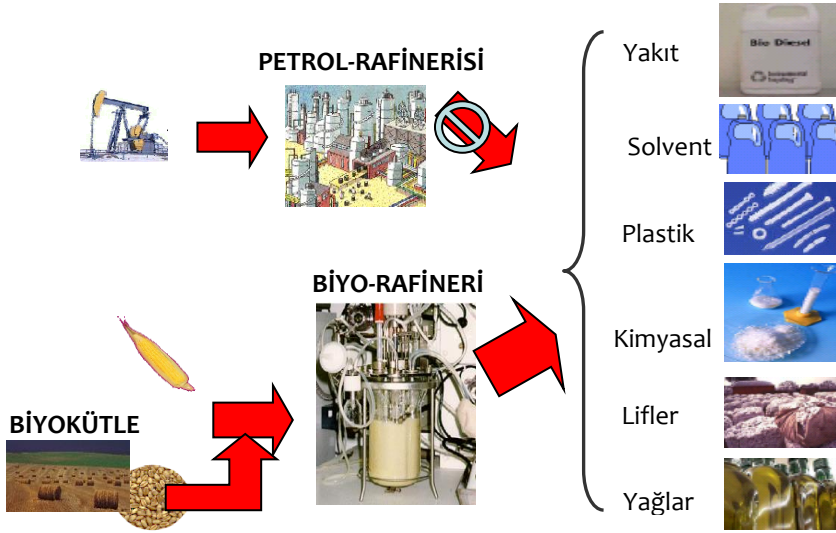 PETROL-RAFİNERİSİ
BİYO-RAFİNERİ
BİYOKÜTLE
Yakıt
Solvent
Plastik
Kimyasal
Lifler
Yağlar
Bio Diesel